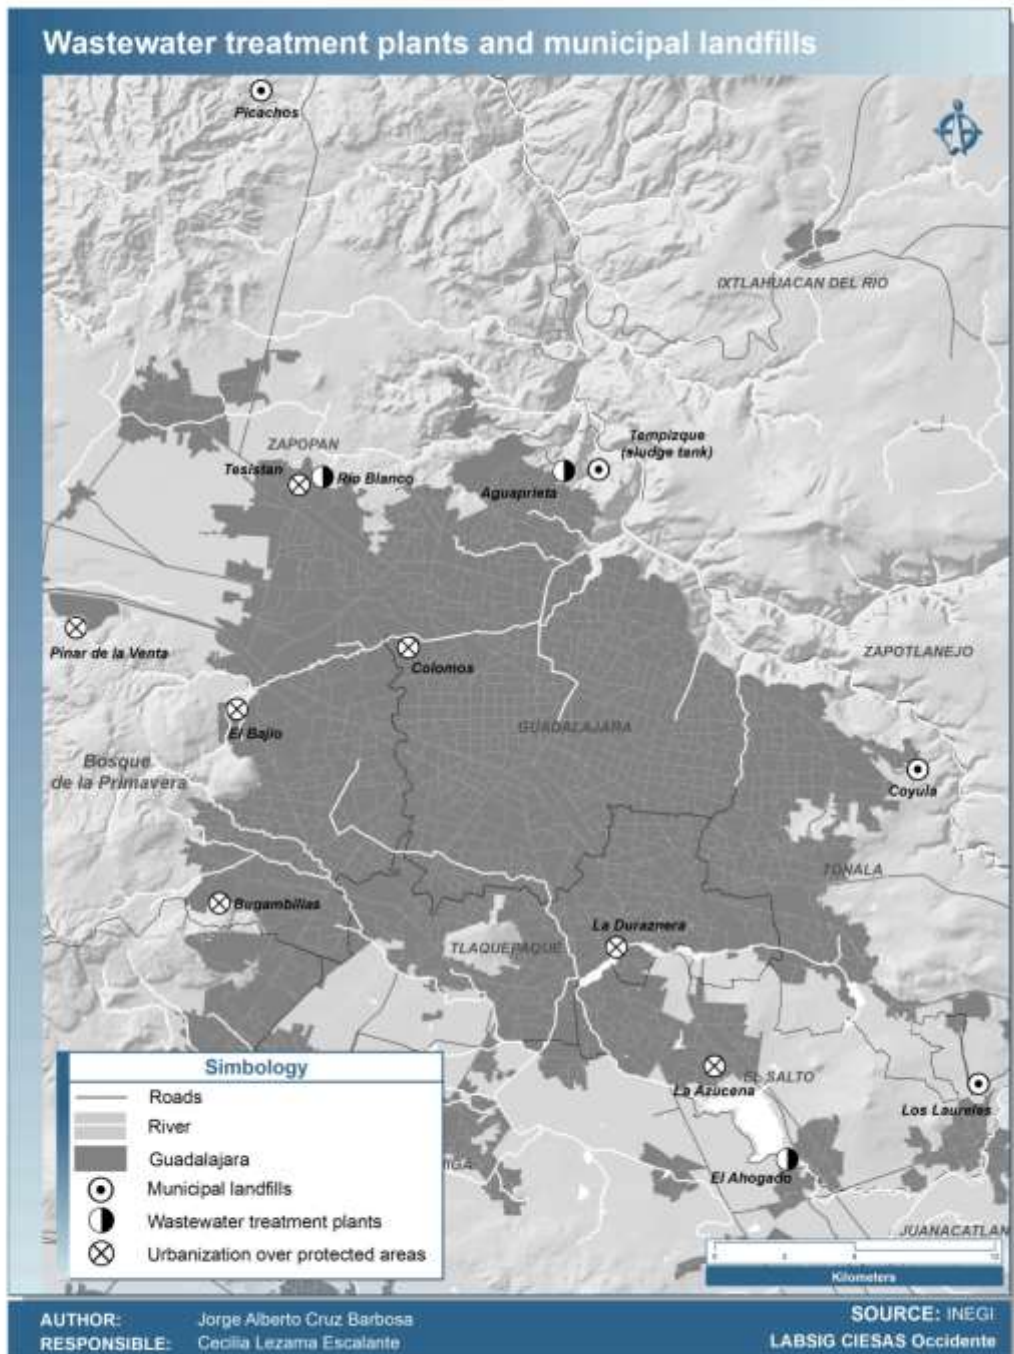 Wastewater treatment plants and municipal landfills
Picachos
IXTLAHUACAN DEL RIO
Tempizque
(sludge tank)
ZAPOPAN
Tesistan
Río Blanco
Aguaprieta
Pinar de la Venta
Colomos
ZAPOTLANEJO
GUADALAJARA
El Bajío
Bosque
de la Primavera
Coyula
TONALA
Bugambilias
La Duraznera
TLAQUEPAQUE
EL SALTO
La Azucena
Los Laureles
El Ahogado
JUANACATLAN
Simbology
Roads
River
Guadalajara
Municipal landfills
Wastewater treatment plants
Urbanization over protected areas
Kilometers
AUTHOR: Jorge Alberto Cruz Barbosa
RESPONSIBLE: Cecilia Lezama Escalante
SOURCE: INEGI
LABSIG CIESAS Occidente